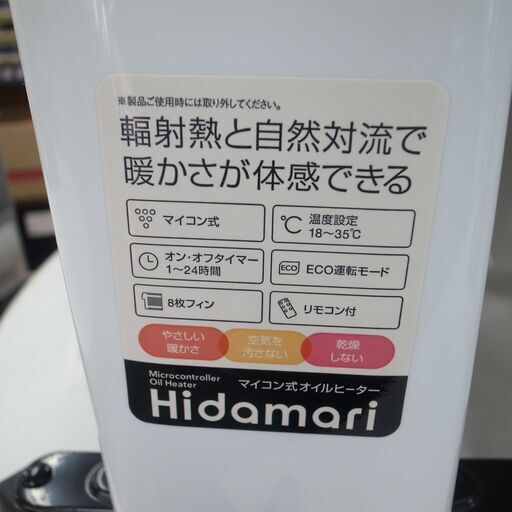 ※製品ご使用時には取り外してください。
輻射熱と自然対流で
暖かさが体感できる
マイコン式
℃ 温度設定
18～35℃
オン・オフタイマー
1～24時間
ECO ECO運転モード
8枚フィン
リモコン付
やさしい
暖かさ
空気を
汚さない
乾燥
しない
Microcontroller
Oil Heater
マイコン式オイルヒーター
Hidamari